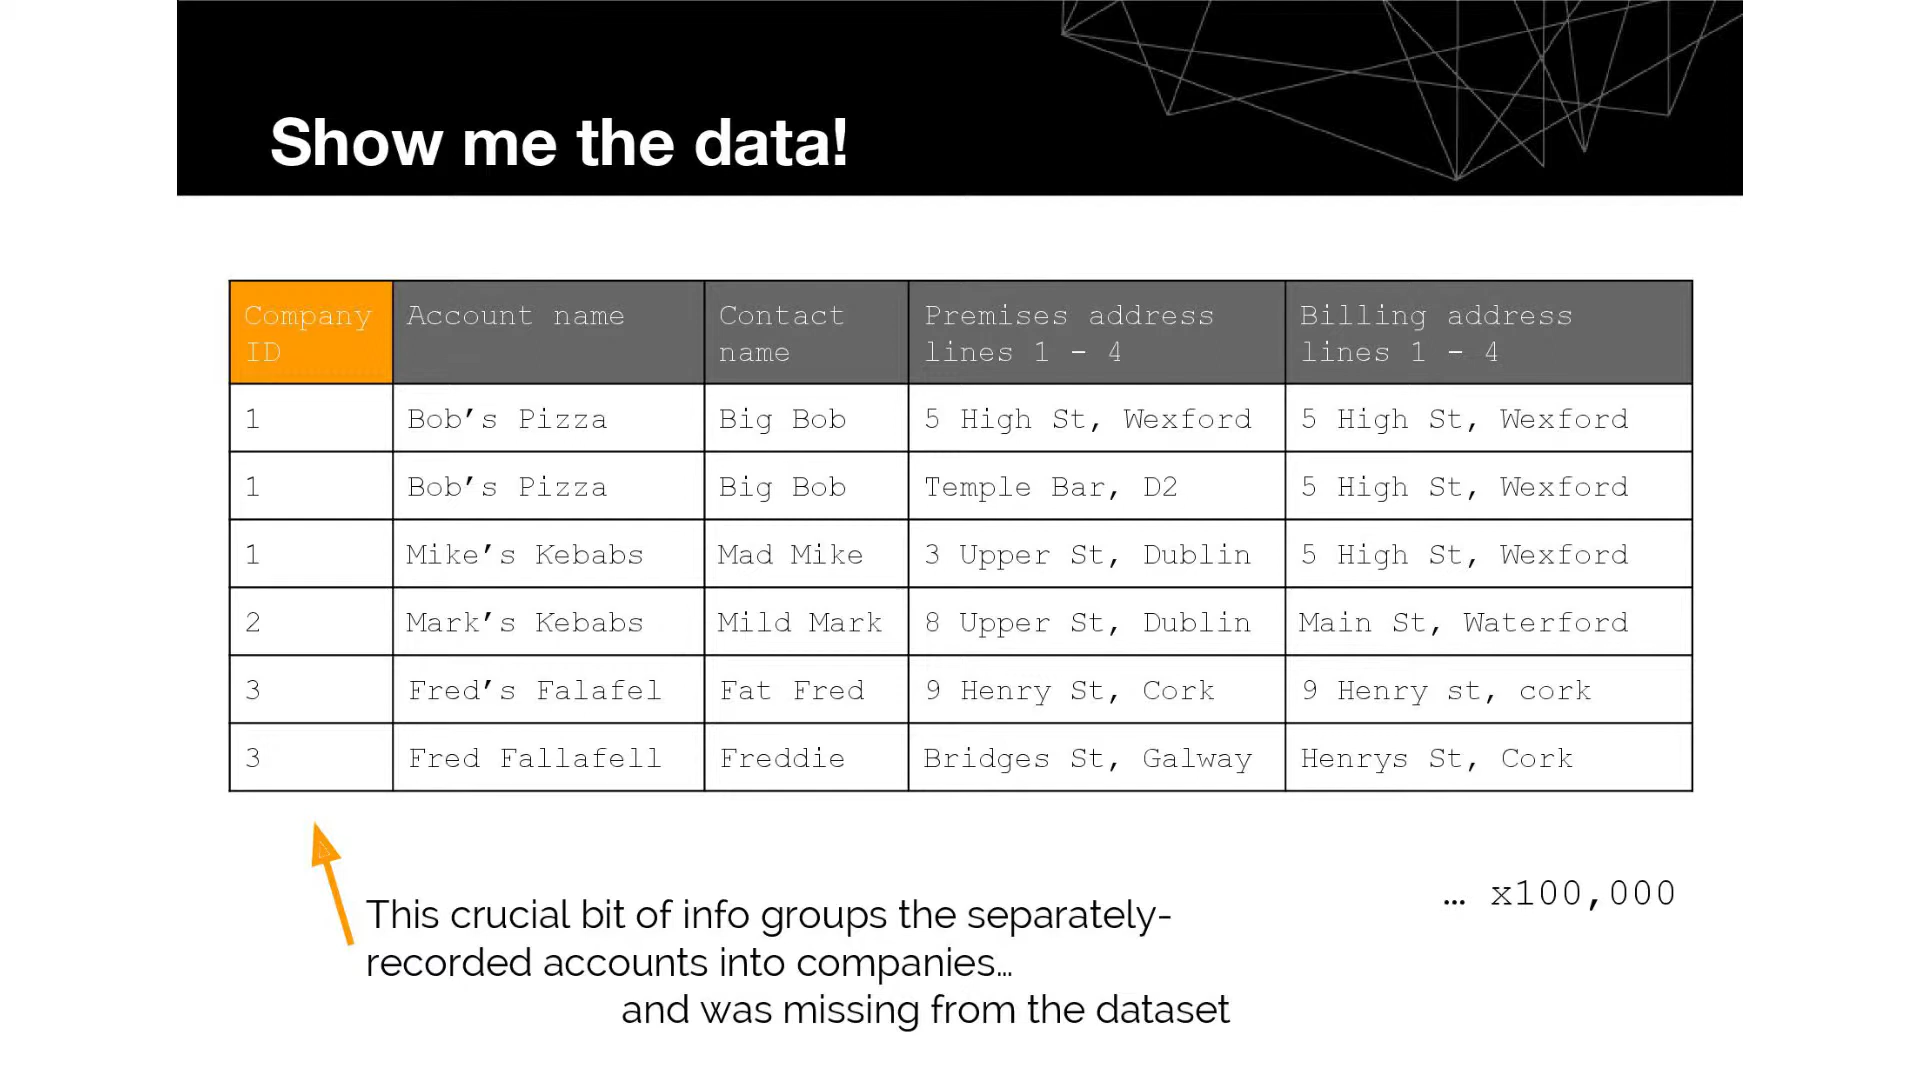 Show me the data!
Company ID Account name Contact name Premises address lines 1 - 4 Billing address lines 1 - 4
1 Bob’s Pizza Big Bob 5 High St, Wexford 5 High St, Wexford
1 Bob’s Pizza Big Bob Temple Bar, D2 5 High St, Wexford
1 Mike’s Kebabs Mad Mike 3 Upper St, Dublin 5 High St, Wexford
2 Mark’s Kebabs Mild Mark 8 Upper St, Dublin Main St, Waterford
3 Fred’s Falafel Fat Fred 9 Henry St, Cork 9 Henry st, cork
3 Fred Fallafell Freddie Bridges St, Galway Henrys St, Cork
… x100,000
This crucial bit of info groups the separately-
recorded accounts into companies…
and was missing from the dataset